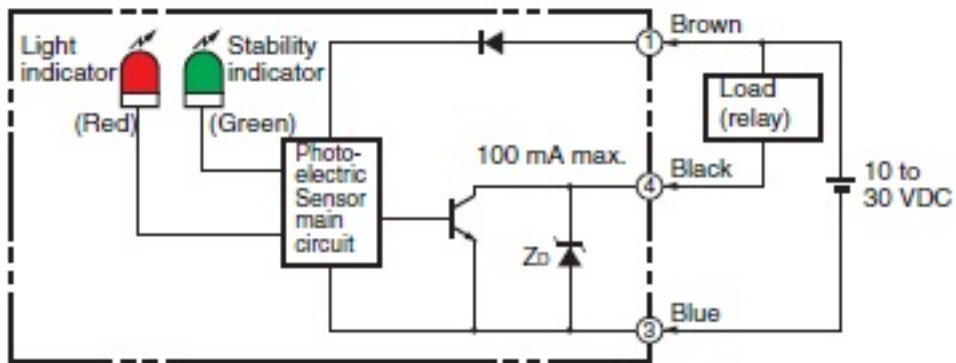 Light
indicator
Stability
indicator
(Red)
(Green)
Photo-
electric
Sensor
main
circuit
100 mA max.
ZD
1
Brown
Load
(relay)
4
Black
10 to
30 VDC
3
Blue